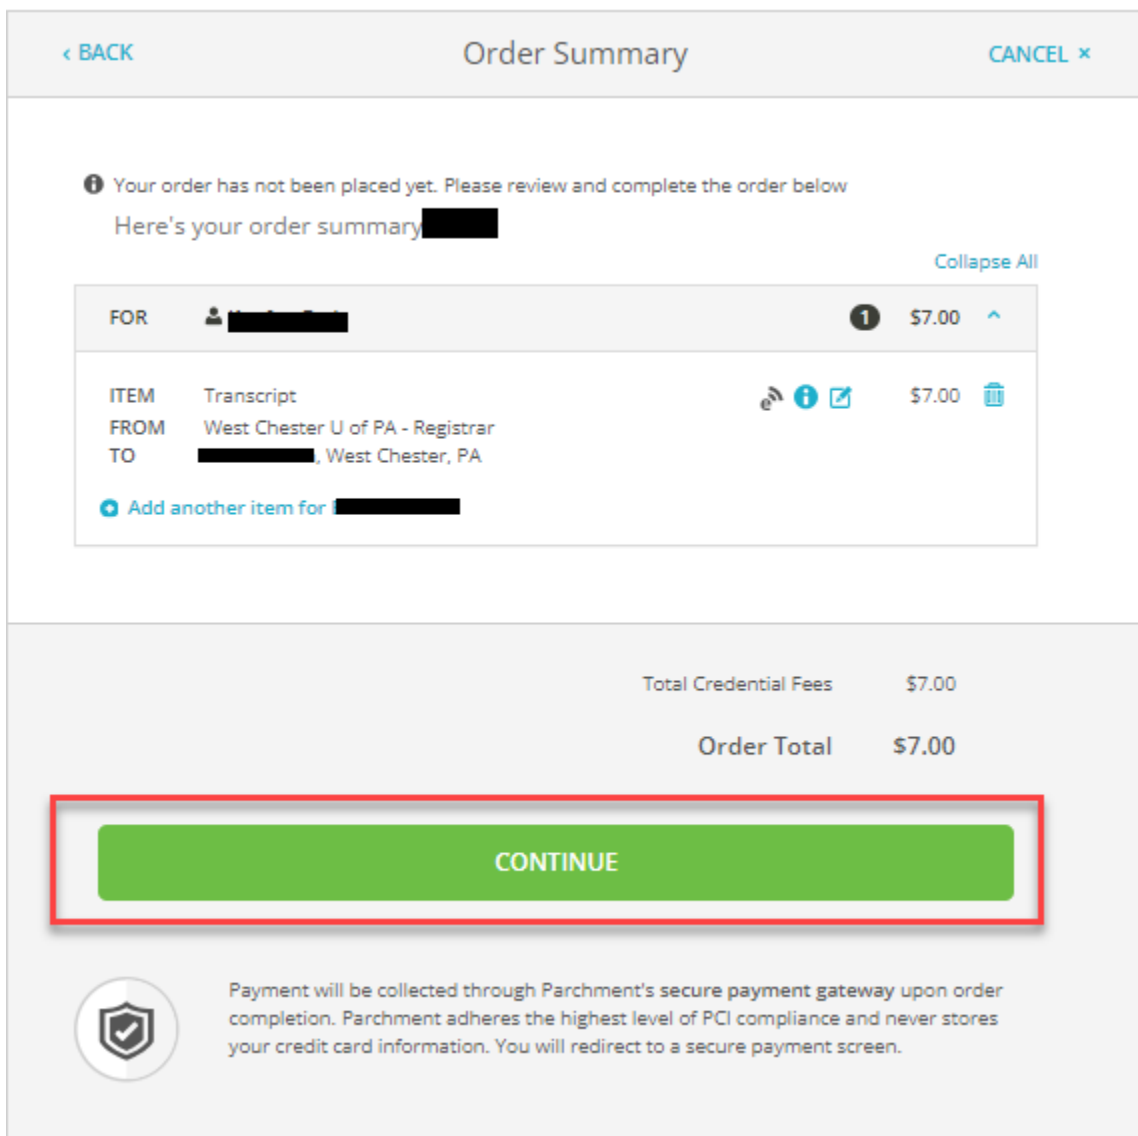 ‹ BACK
Order Summary
CANCEL ×
Your order has not been placed yet. Please review and complete the order below
Here's your order summary
Collapse All
FOR 1 $7.00
ITEM Transcript $7.00
FROM West Chester U of PA - Registrar
TO , West Chester, PA
Add another item for
Total Credential Fees $7.00
Order Total $7.00
CONTINUE
Payment will be collected through Parchment's secure payment gateway upon order
completion. Parchment adheres the highest level of PCI compliance and never stores
your credit card information. You will redirect to a secure payment screen.